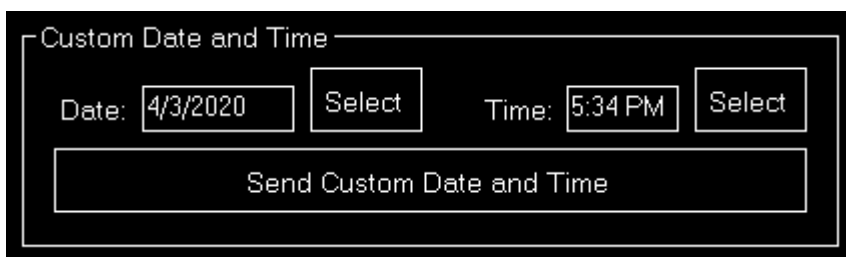 Custom Date and Time
Date: 4/3/2020 Select Time: 5:34 PM Select
Send Custom Date and Time